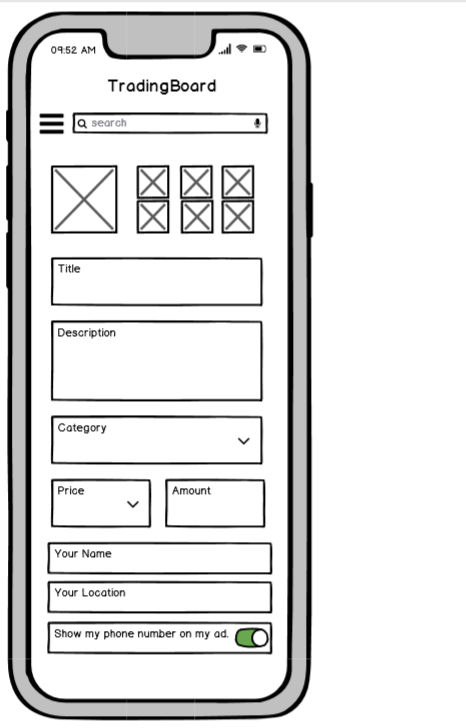 09:52 AM
TradingBoard
search
Title
Description
Category
Price
Amount
Your Name
Your Location
Show my phone number on my ad.